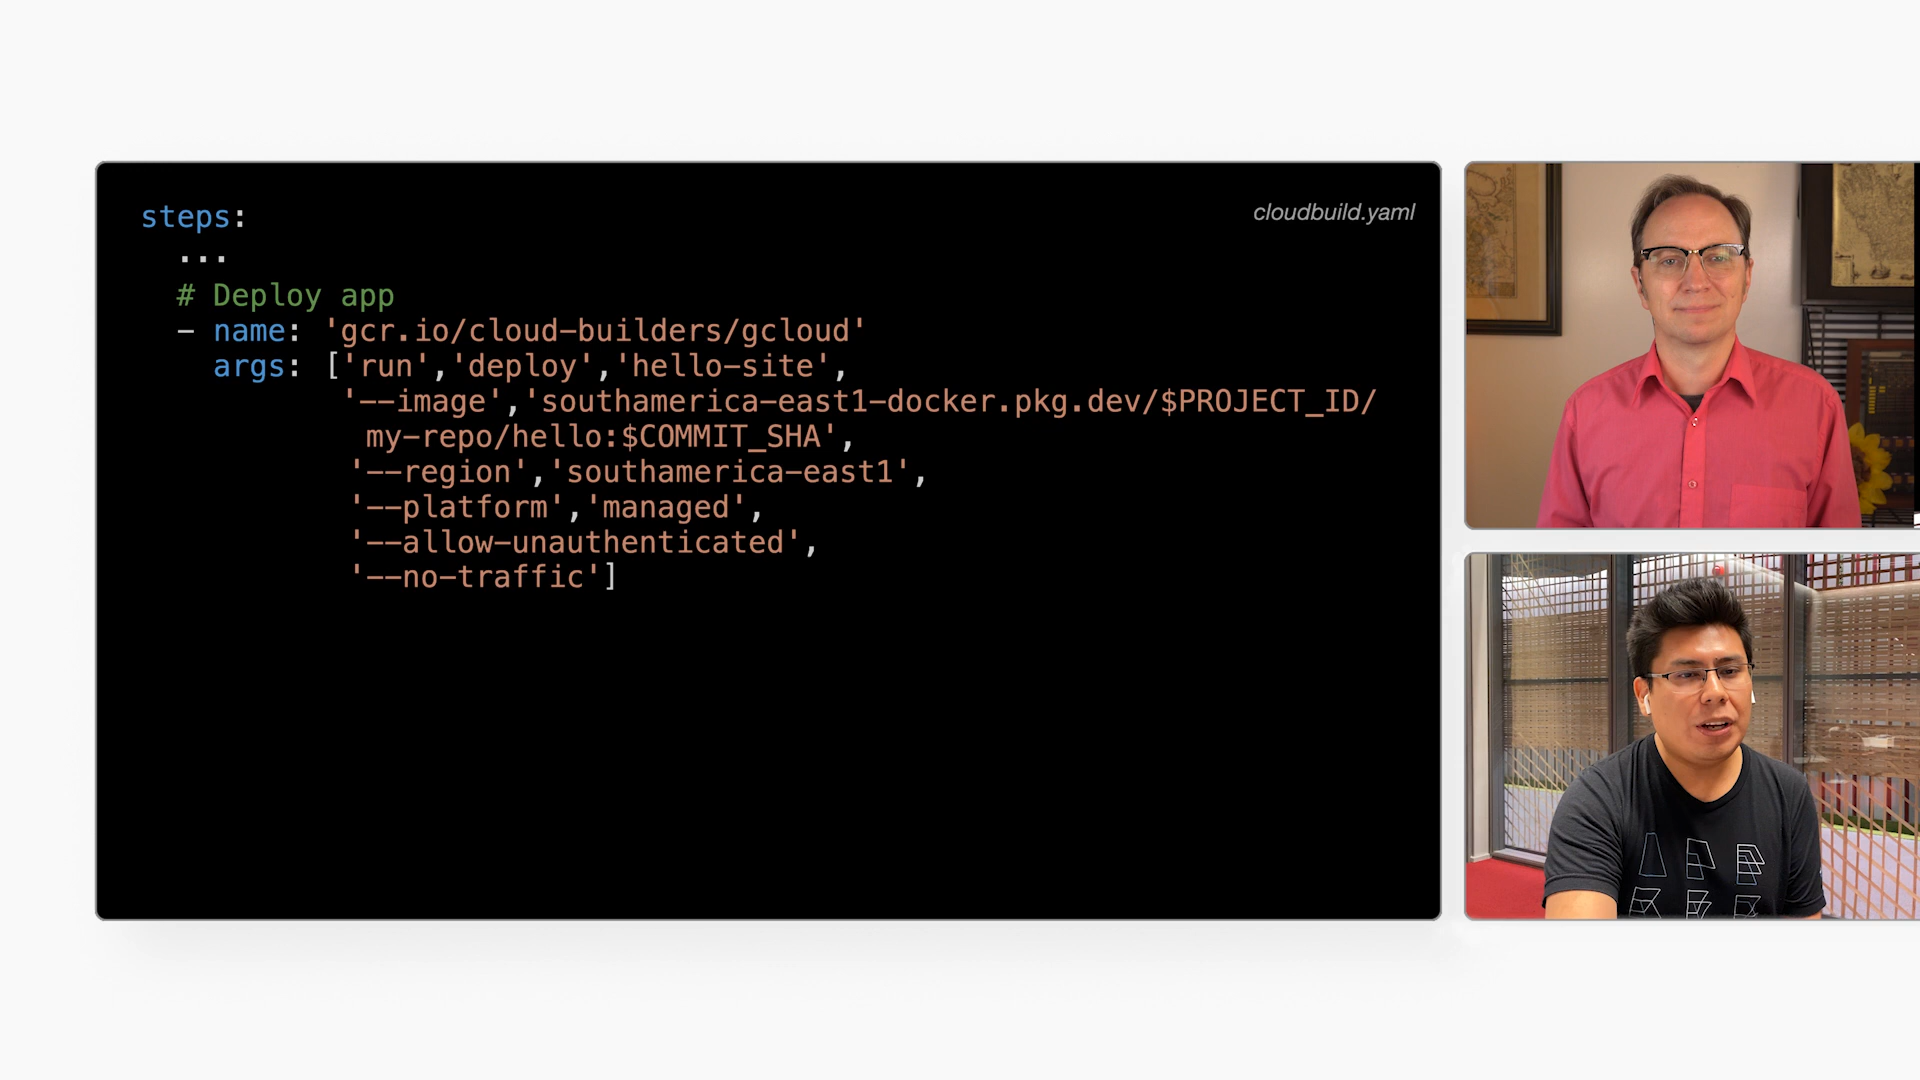 cloudbuild.yaml
steps:
...
# Deploy app
- name: 'gcr.io/cloud-builders/gcloud'
args: ['run','deploy','hello-site',
'--image','southamerica-east1-docker.pkg.dev/$PROJECT_ID/
my-repo/hello:$COMMIT_SHA',
'--region','southamerica-east1',
'--platform','managed',
'--allow-unauthenticated',
'--no-traffic']